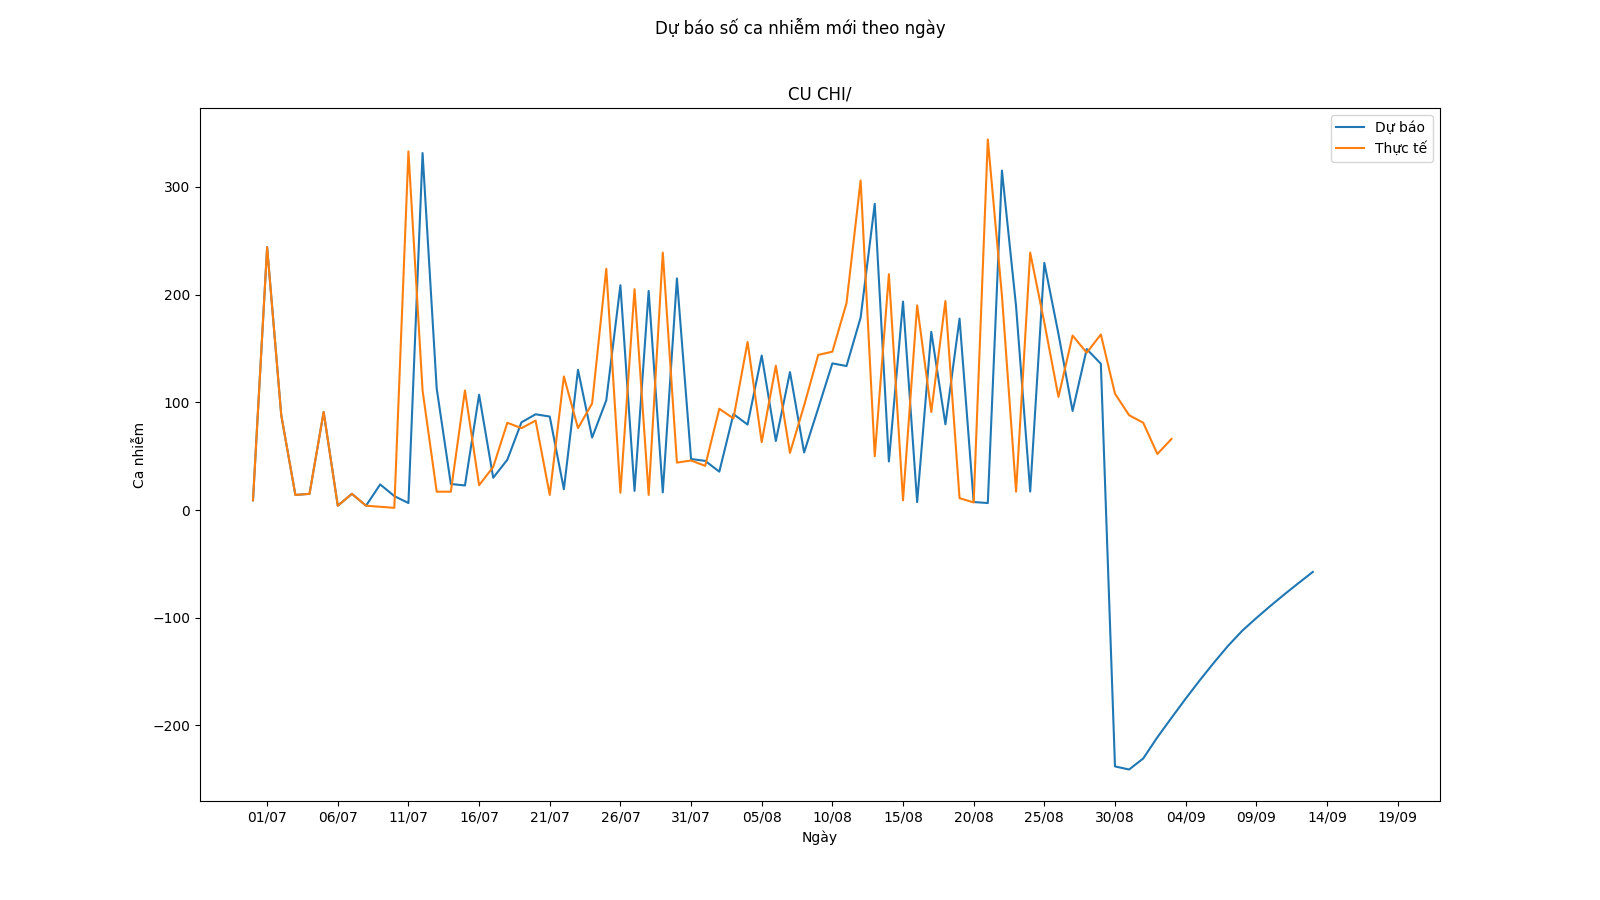 Dự báo số ca nhiễm mới theo ngày
CU CHI/
Dự báo
Thực tế
300
200
100
0
−100
−200
Ca nhiễm
01/07 06/07 11/07 16/07 21/07 26/07 31/07 05/08 10/08 15/08 20/08 25/08 30/08 04/09 09/09 14/09 19/09
Ngày